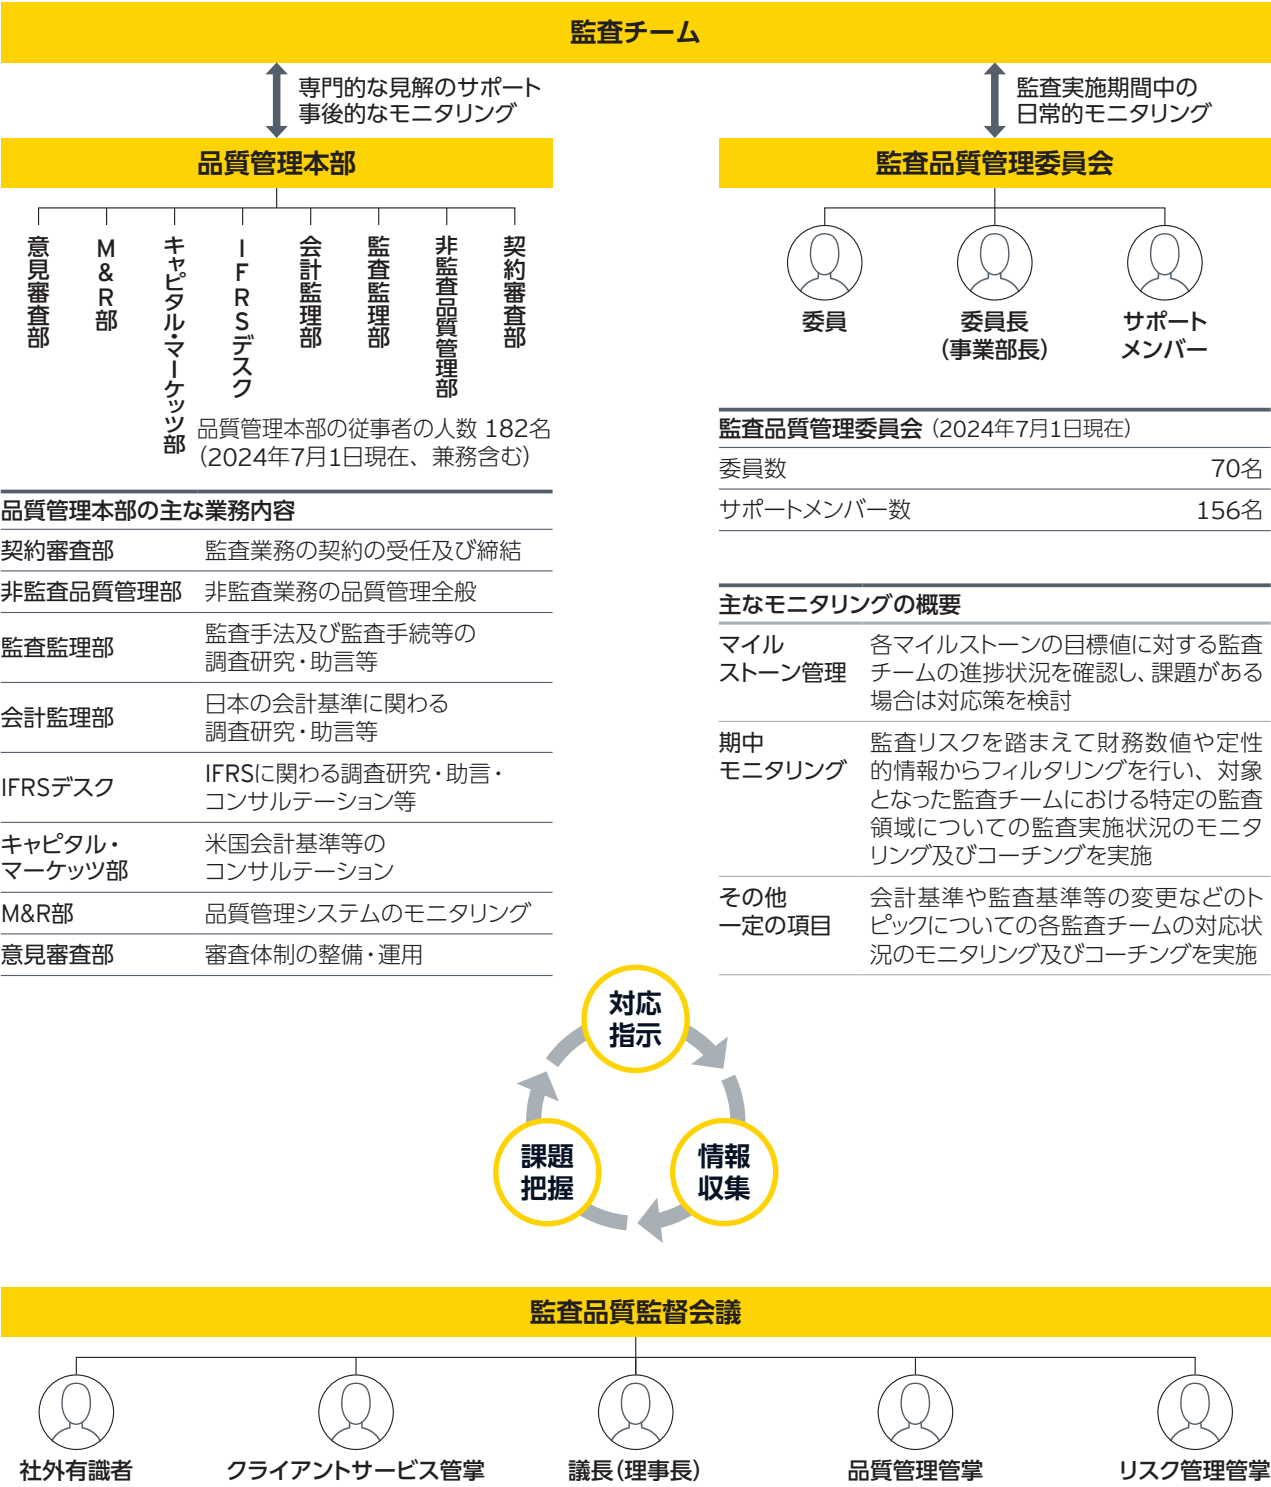 監査チーム
専門的な見解のサポート
事後的なモニタリング
監査実施期間中の
日常的モニタリング
品質管理本部
意見審査部
M&R部
キャピタル・マーケッツ部
IFRSデスク
会計監理部
監査監理部
非監査品質管理部
契約審査部
品質管理本部の従事者の人数 182名
(2024年7月1日現在、兼務含む)
品質管理本部の主な業務内容
契約審査部 監査業務の契約の受任及び締結
非監査品質管理部 非監査業務の品質管理全般
監査監理部 監査手法及び監査手続等の
調査研究・助言等
会計監理部 日本の会計基準に関わる
調査研究・助言等
IFRSデスク IFRSに関わる調査研究・助言・
コンサルテーション等
キャピタル・
マーケッツ部 米国会計基準等の
コンサルテーション
M&R部 品質管理システムのモニタリング
意見審査部 審査体制の整備・運用
監査品質管理委員会
委員
委員長
(事業部長)
サポート
メンバー
監査品質管理委員会(2024年7月1日現在)
委員数 70名
サポートメンバー数 156名
主なモニタリングの概要
マイル
ストーン管理
各マイルストーンの目標値に対する監査
チームの進捗状況を確認し、課題がある
場合は対応策を検討
期中
モニタリング
監査リスクを踏まえて財務数値や定性
的情報からフィルタリングを行い、対象
となった監査チームにおける特定の監査
領域についての監査実施状況のモニタ
リング及びコーチングを実施
その他
一定の項目
会計基準や監査基準等の変更などのト
ピックについての各監査チームの対応状
況のモニタリング及びコーチングを実施
対応
指示
課題
把握
情報
収集
監査品質監督会議
社外有識者
クライアントサービス管掌
議長(理事長)
品質管理管掌
リスク管理管掌